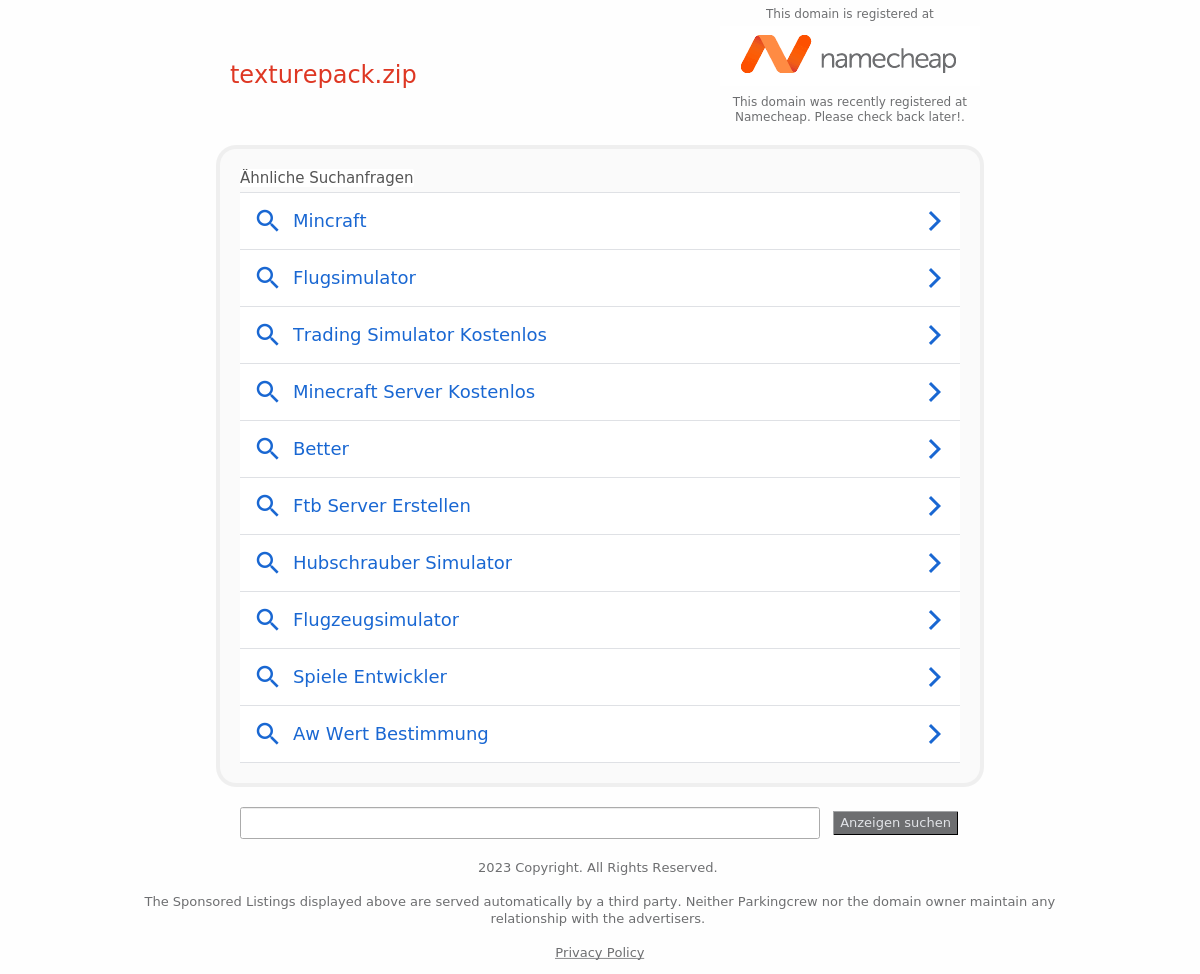 This domain is registered at
namecheap
texturepack.zip
This domain was recently registered at
Namecheap. Please check back later!.
Ähnliche Suchanfragen
Mincraft
Flugsimulator
Trading Simulator Kostenlos
Minecraft Server Kostenlos
Better
Ftb Server Erstellen
Hubschrauber Simulator
Flugzeugsimulator
Spiele Entwickler
Aw Wert Bestimmung
Anzeigen suchen
2023 Copyright. All Rights Reserved.
The Sponsored Listings displayed above are served automatically by a third party. Neither Parkingcrew nor the domain owner maintain any
relationship with the advertisers.
Privacy Policy